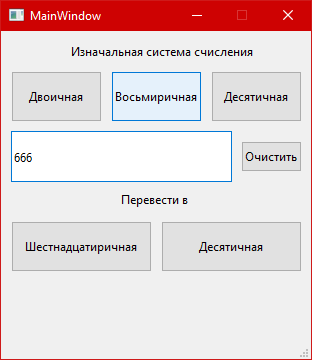 MainWindow
Изначальная система счисления
Двоичная Восьмиричная Десятичная
666 Очистить
Перевести в
Шестнадцатиричная Десятичная